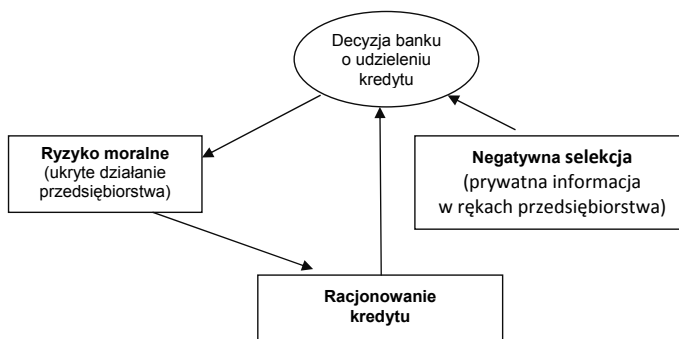 Decyzja banku
o udzieleniu
kredytu
Ryzyko moralne
(ukryte działanie
przedsiębiorstwa)
Negatywna selekcja
(prywatna informacja
w rękach przedsiębiorstwa)
Racjonowanie
kredytu